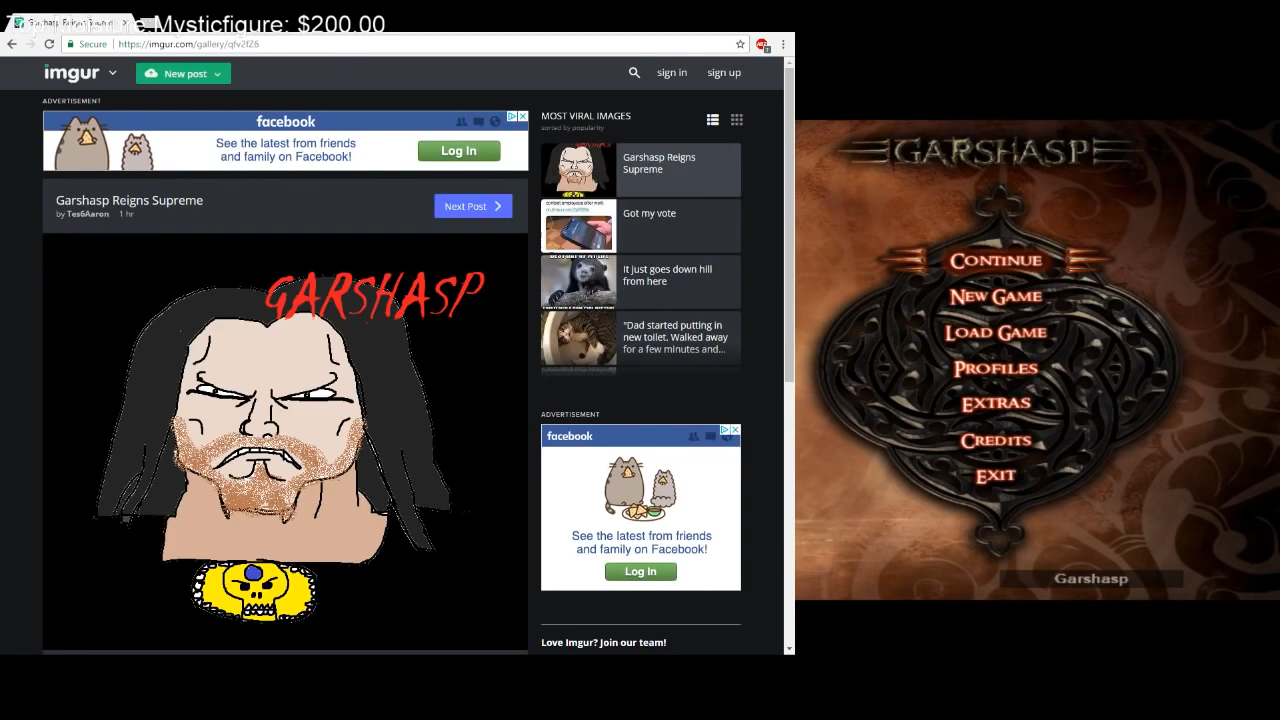 Mysticfigure: $200.00
Secure
https://imgur.com/gallery/qfv2fZ6
imgur
New post
sign in
sign up
ADVERTISEMENT
facebook
See the latest from friends
and family on Facebook!
Log In
Garshasp Reigns Supreme
by Tes6Aaron 1 hr
Next Post
GARSHASP
MOST VIRAL IMAGES
sorted by popularity
Garshasp Reigns
Supreme
Got my vote
It just goes down hill
from here
"Dad started putting in
new toilet. Walked away
for a few minutes and...
ADVERTISEMENT
facebook
See the latest from friends
and family on Facebook!
Log In
Love Imgur? Join our team!
GARSHASP
CONTINUE
NEW GAME
LOAD GAME
PROFILES
EXTRAS
CREDITS
EXIT
Garshasp